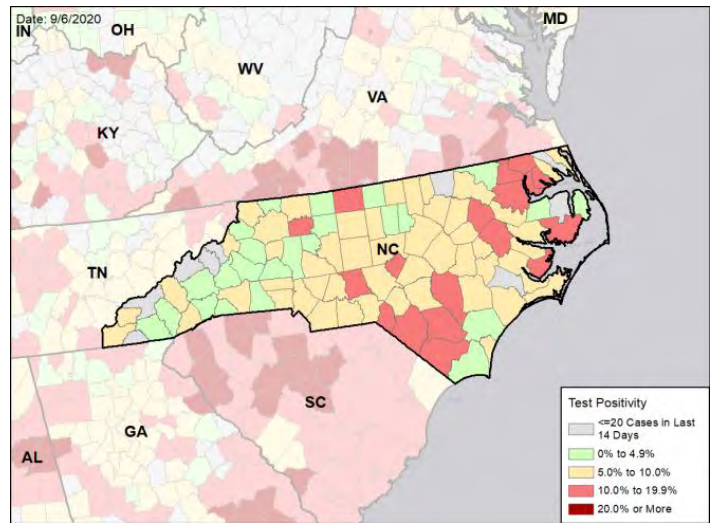 Date: 9/6/2020
IN
OH
MD
WV
VA
KY
NC
TN
SC
GA
AL
Test Positivity
<=20 Cases in Last
14 Days
0% to 4.9%
5.0% to 10.0%
10.0% to 19.9%
20.0% or More